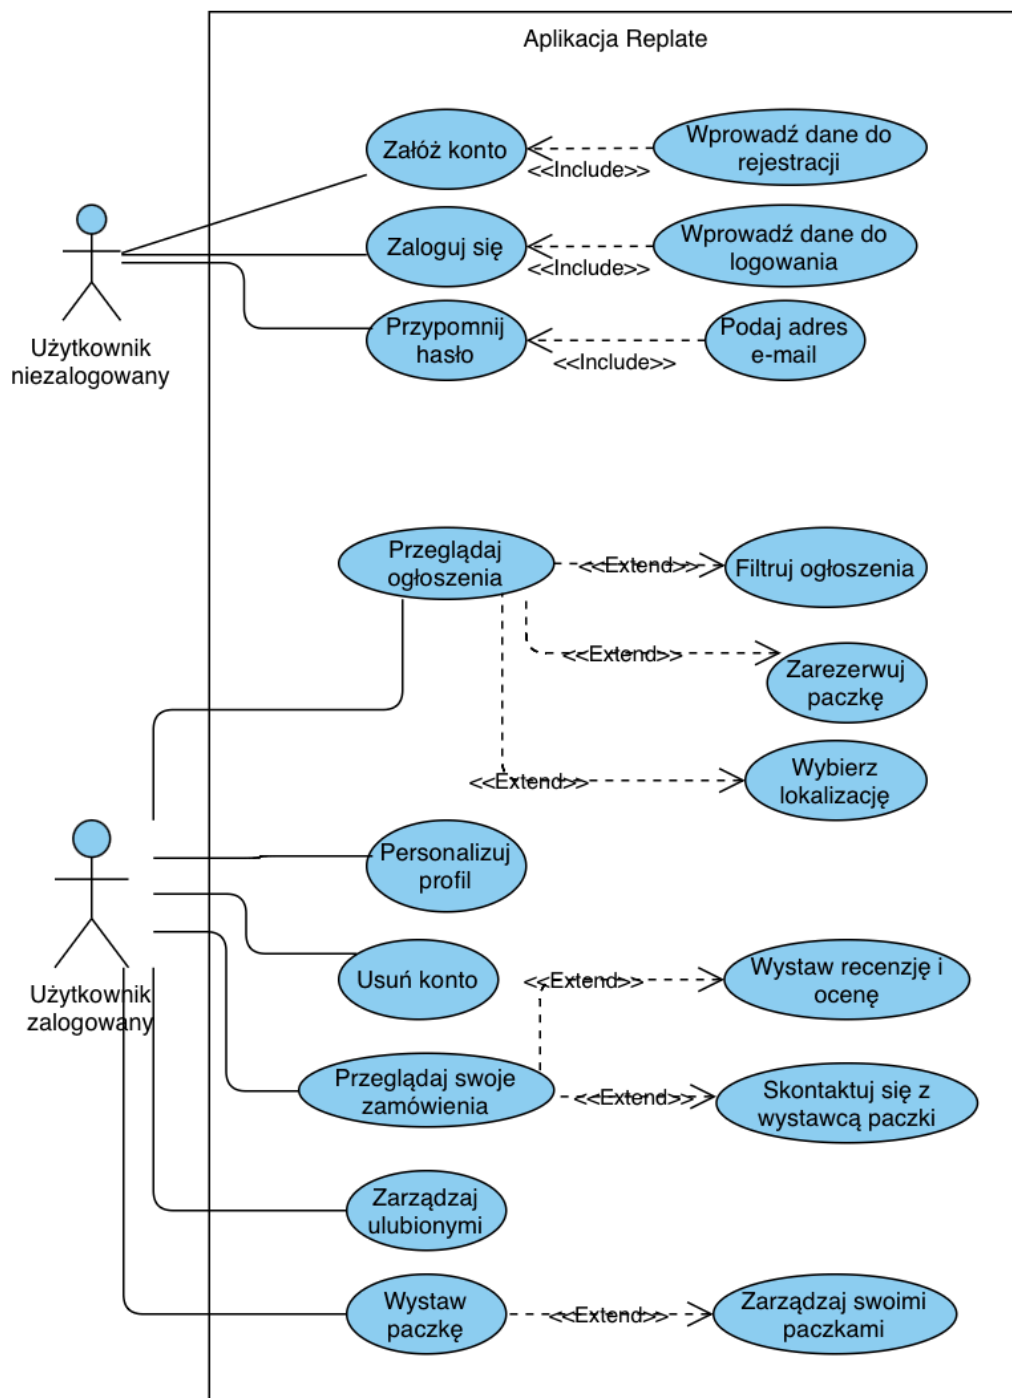 Aplikacja Replate
Załóż konto
<<Include>>
Wprowadź dane do
rejestracji
Zaloguj się
<<Include>>
Wprowadź dane do
logowania
Przypomnij
hasło
<<Include>>
Podaj adres
e-mail
Użytkownik
niezalogowany
Przeglądaj
ogłoszenia
<<Extend>>
Filtruj ogłoszenia
<<Extend>>
Zarezerwuj
paczkę
<<Extend>>
Wybierz
lokalizację
Personalizuj
profil
Usuń konto
Użytkownik
zalogowany
<<Extend>>
Wystaw recenzję i
ocenę
Przeglądaj swoje
zamówienia
<<Extend>>
Skontaktuj się z
wystawcą paczki
Zarządzaj
ulubionymi
Wystaw
paczkę
<<Extend>>
Zarządzaj swoimi
paczkami